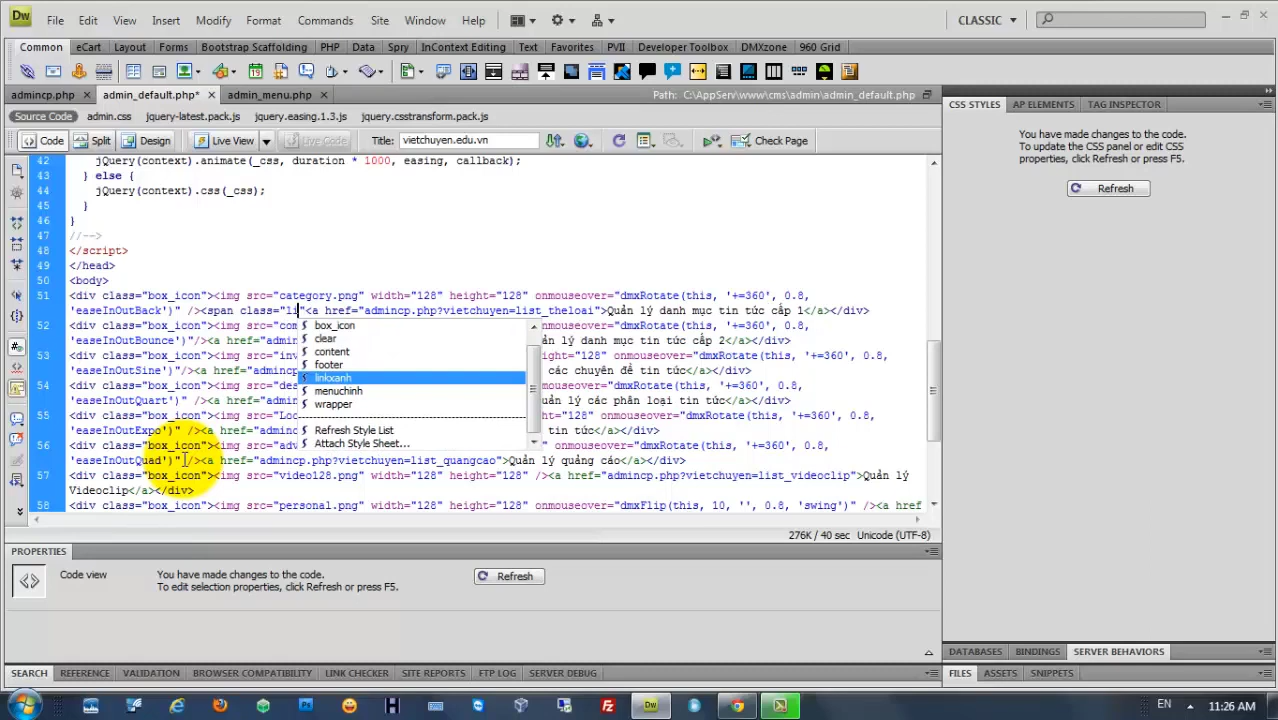 Dw
File Edit View Insert Modify Format Commands Site Window Help
CLASSIC
Common eCart Layout Forms Bootstrap Scaffolding PHP Data Spry InContext Editing Text Favorites PVII Developer Toolbox DMXzone 960 Grid
admincp.php admin_default.php* admin_menu.php Path: C:\AppServ\www\cms\admin\admin_default.php
Source Code admin.css jquery-latest.pack.js jquery.easing.1.3.js jquery.csstransform.pack.js
Code Split Design Live View Live Code Title: vietchuyen.edu.vn Check Page
42 jQuery(context).animate(_css, duration * 1000, easing, callback);
43 } else {
44 jQuery(context).css(_css);
45 }
46 }
47 //-->
48 </script>
49 </head>
50 <body>
51 <div class="box_icon"><img src="category.png" width="128" height="128" onmouseover="dmxRotate(this, '+=360', 0.8,
'easeInOutBack')" /><span class="li"<a href="admincp.php?vietchuyen=list_theloai">Quản lý danh mục tin tức cấp 1</a></div>
52 <div class="box_icon"><img src="com
='128" onmouseover="dmxRotate(this, '+=360', 0.8,
'easeInOutBounce')"/><a href="admin
ản lý danh mục tin tức cấp 2</a></div>
53 <div class="box_icon"><img src="inv
eight="128" onmouseover="dmxRotate(this, '+=360', 0.8,
'easeInOutSine')" /><a href="admincp
các chuyên đề tin tức</a></div>
54 <div class="box_icon"><img src="des
="128" onmouseover="dmxRotate(this, '+=360', 0.8,
'easeInOutQuart')" /><a href="admin
lý các phân loại tin tức</a></div>
55 <div class="box_icon"><img src="Loc
ht="128" onmouseover="dmxRotate(this, '+=360', 0.8,
'easeInOutExpo')" /><a href="adminc
tức</a></div>
56 <div class="box_icon"><img src="adv
" onmouseover="dmxRotate(this, '+=360', 0.8,
'easeInOutQuad')" /><a href="admincp.php?vietchuyen=list_quangcao">Quản lý quảng cáo</a></div>
57 <div class="box_icon"><img src="video128.png" width="128" height="128" /><a href="admincp.php?vietchuyen=list_videoclip">Quản lý
Videoclip</a></div>
58 <div class="box_icon"><img src="personal.png" width="128" height="128" onmouseover="dmxFlip(this, 10, '', 0.8, 'swing')" /><a href
box_icon
clear
content
footer
linkxanh
menuchinh
wrapper
Refresh Style List
Attach Style Sheet...
276K / 40 sec Unicode (UTF-8)
PROPERTIES
Code view You have made changes to the code.
To edit selection properties, click Refresh or press F5.
Refresh
SEARCH REFERENCE VALIDATION BROWSER COMPATIBILITY LINK CHECKER SITE REPORTS FTP LOG SERVER DEBUG
CSS STYLES AP ELEMENTS TAG INSPECTOR
You have made changes to the code.
To update the CSS panel or edit CSS
properties, click Refresh or press F5.
Refresh
DATABASES BINDINGS SERVER BEHAVIORS
FILES ASSETS SNIPPETS
EN 11:26 AM